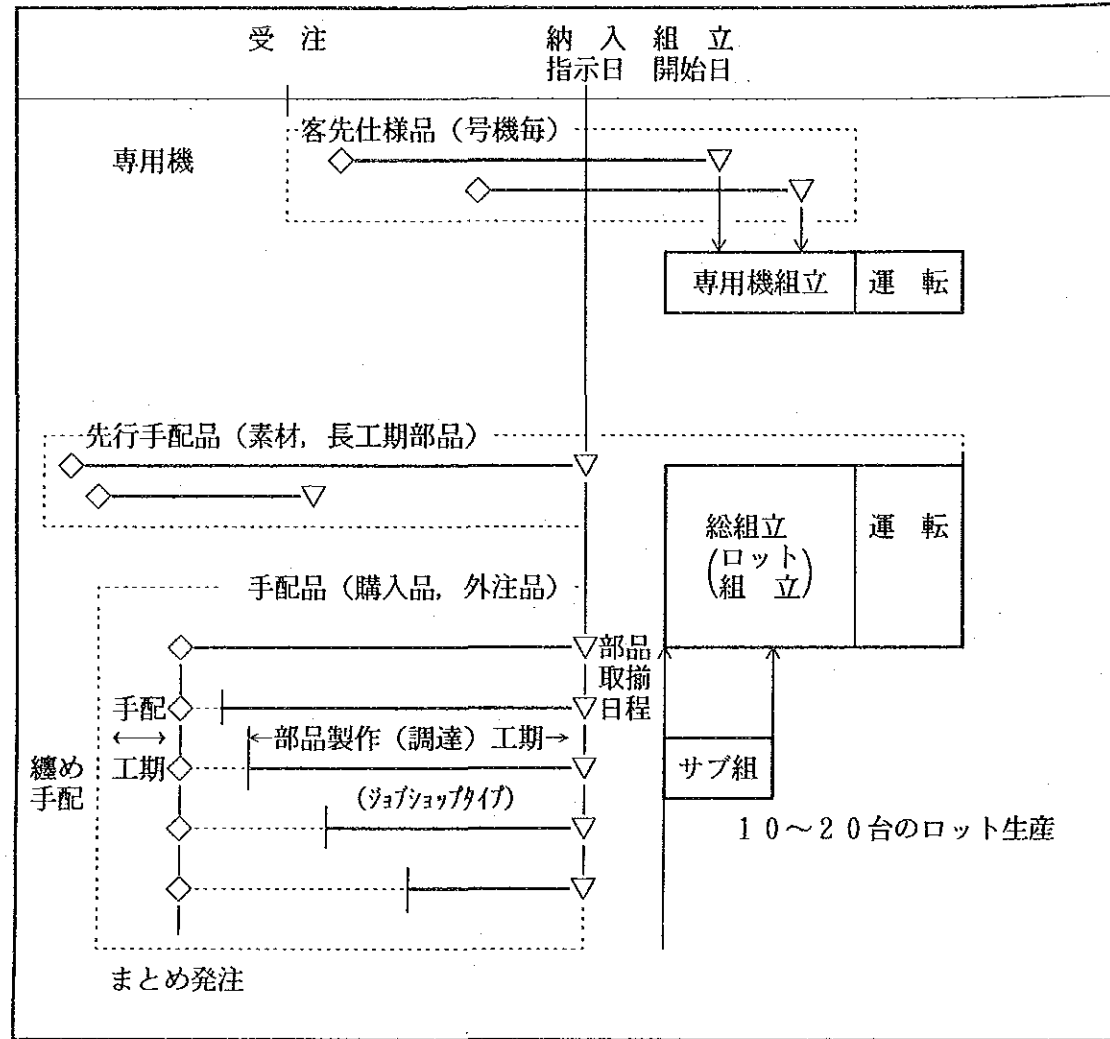 受　注
納　入
指示日
組　立
開始日
専用機
客先仕様品（号機毎）
専用機組立
運　転
先行手配品（素材，長工期部品）
総組立
(ロット
組　立)
運　転
手配品（購入品，外注品）
部品
取揃
日程
手配
工期
←部品製作（調達）工期→
纏め
手配
(ｼﾞｮﾌﾞｼｮｯﾌﾟﾀｲﾌﾟ)
サブ組
１０～２０台のロット生産
まとめ発注